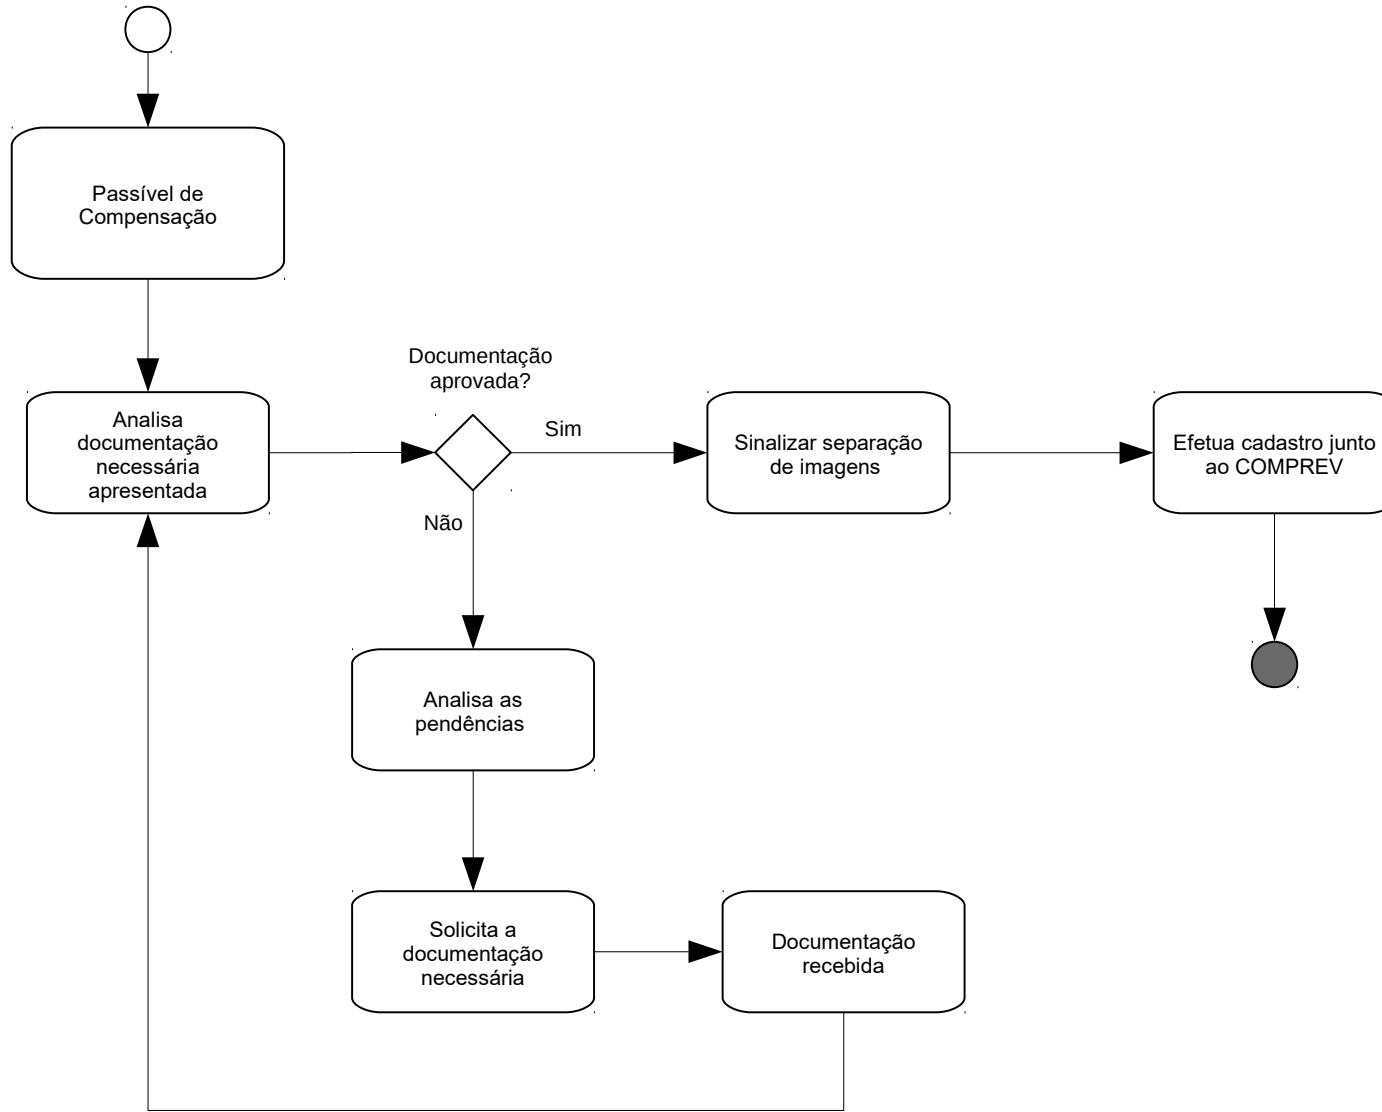 Passível de
Compensação
Documentação
aprovada?
Analisa
documentação
necessária
apresentada
Sim
Sinalizar separação
de imagens
Efetua cadastro junto
ao COMPREV
Não
Analisa as
pendências
Solicita a
documentação
necessária
Documentação
recebida